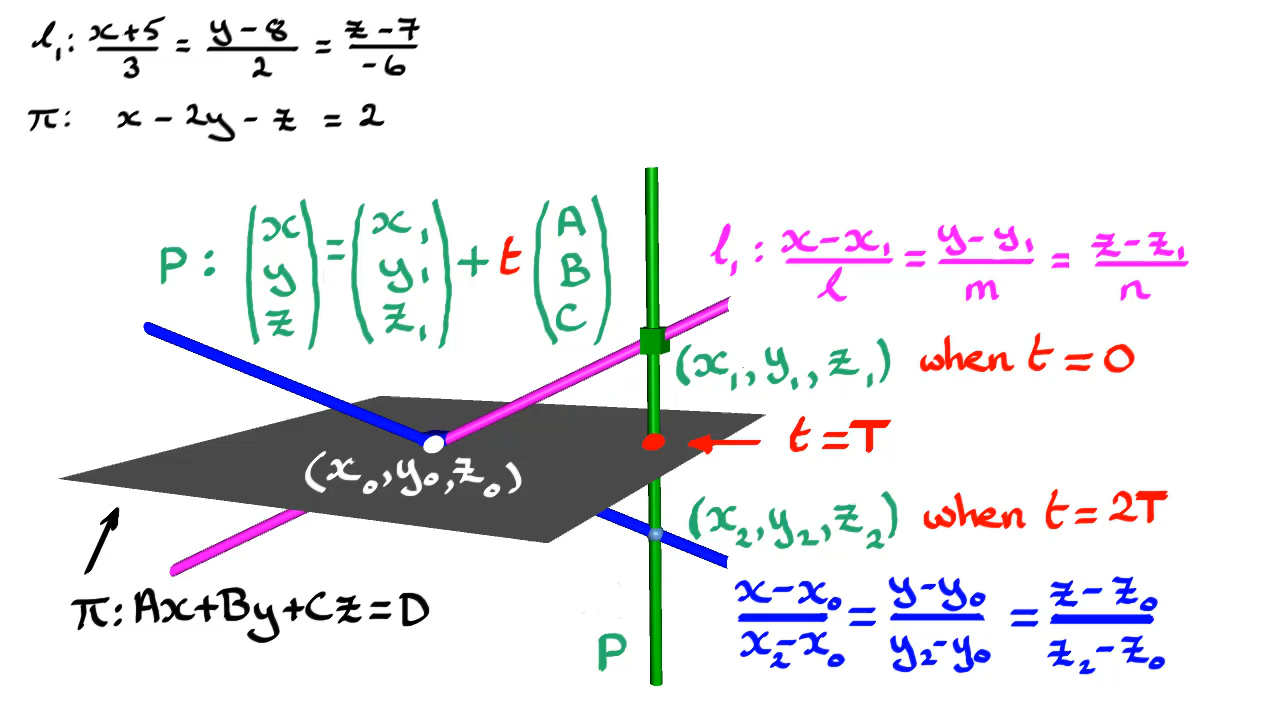 l₁: (x+5)/3 = (y-8)/2 = (z-7)/-6
π: x - 2y - z = 2
P: (x y z) = (x₁ y₁ z₁) + t (A B C)
l₁: (x-x₁)/l = (y-y₁)/m = (z-z₁)/n
(x₁, y₁, z₁) when t = 0
t = T
(x₀, y₀, z₀)
(x₂, y₂, z₂) when t = 2T
π: Ax+By+Cz=D
(x-x₀)/(x₂-x₀) = (y-y₀)/(y₂-y₀) = (z-z₀)/(z₂-z₀)
P